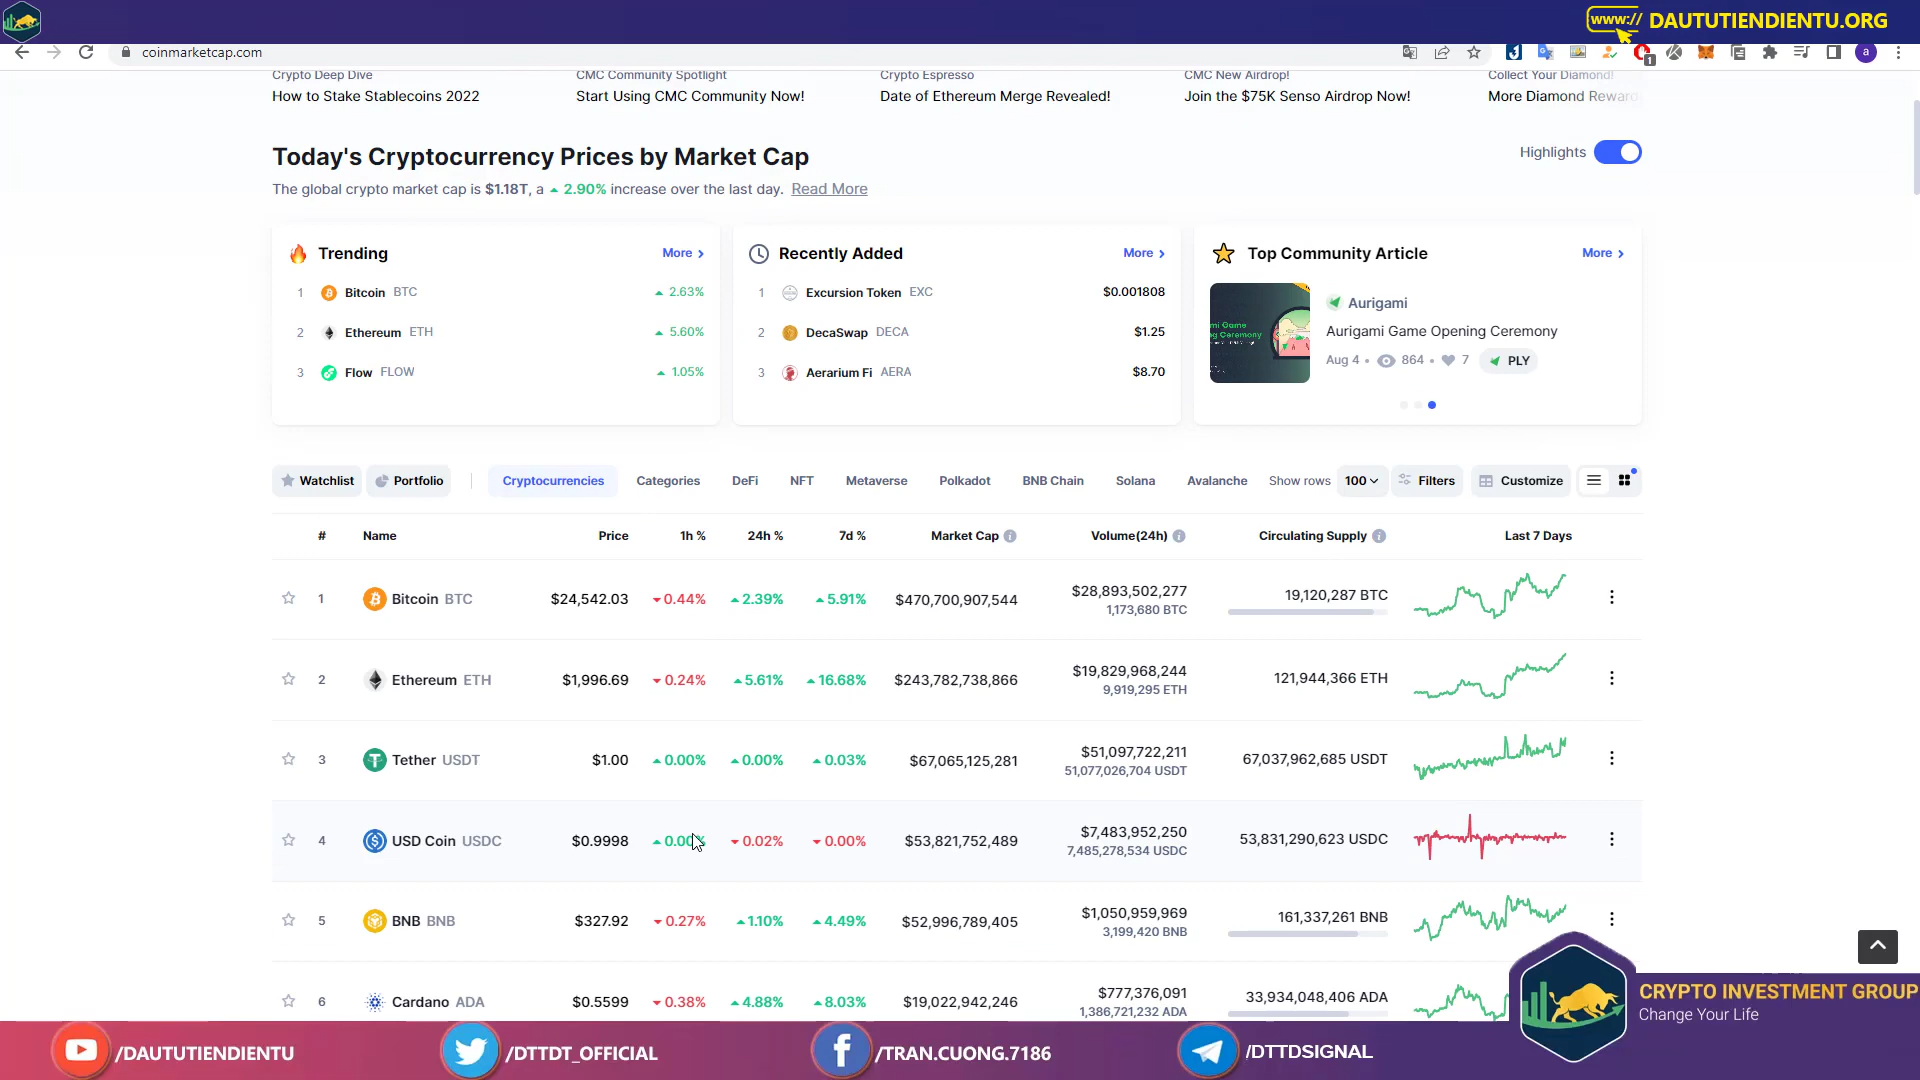 www:// DAUTUTIENDIENTU.ORG
coinmarketcap.com
1
a
Crypto Deep Dive
How to Stake Stablecoins 2022
CMC Community Spotlight
Start Using CMC Community Now!
Crypto Espresso
Date of Ethereum Merge Revealed!
CMC New Airdrop!
Join the $75K Senso Airdrop Now!
Collect Your Diamond!
More Diamond Reward
Today's Cryptocurrency Prices by Market Cap
Highlights
The global crypto market cap is $1.18T, a 2.90% increase over the last day. Read More
Trending
More
1 Bitcoin BTC 2.63%
2 Ethereum ETH 5.60%
3 Flow FLOW 1.05%
Recently Added
More
1 Excursion Token EXC $0.001808
2 DecaSwap DECA $1.25
3 Aerarium Fi AERA $8.70
Top Community Article
More
Aurigami
Aurigami Game Opening Ceremony
Aug 4 • 864 • 7 PLY
Watchlist Portfolio Cryptocurrencies Categories DeFi NFT Metaverse Polkadot BNB Chain Solana Avalanche Show rows 100 Filters Customize
# Name Price 1h % 24h % 7d % Market Cap Volume(24h) Circulating Supply Last 7 Days
1 Bitcoin BTC $24,542.03 0.44% 2.39% 5.91% $470,700,907,544 $28,893,502,277 19,120,287 BTC
1,173,680 BTC
2 Ethereum ETH $1,996.69 0.24% 5.61% 16.68% $243,782,738,866 $19,829,968,244 121,944,366 ETH
9,919,295 ETH
3 Tether USDT $1.00 0.00% 0.00% 0.03% $67,065,125,281 $51,097,722,211 67,037,962,685 USDT
51,077,026,704 USDT
4 USD Coin USDC $0.9998 0.00% 0.02% 0.00% $53,821,752,489 $7,483,952,250 53,831,290,623 USDC
7,485,278,534 USDC
5 BNB BNB $327.92 0.27% 1.10% 4.49% $52,996,789,405 $1,050,959,969 161,337,261 BNB
3,199,420 BNB
6 Cardano ADA $0.5599 0.38% 4.88% 8.03% $19,022,942,246 $777,376,091 33,934,048,406 ADA
1,386,721,232 ADA
CRYPTO INVESTMENT GROUP
Change Your Life
/DAUTUTIENDIENTU
/DTTDT_OFFICIAL
/TRAN.CUONG.7186
/DTTDSIGNAL